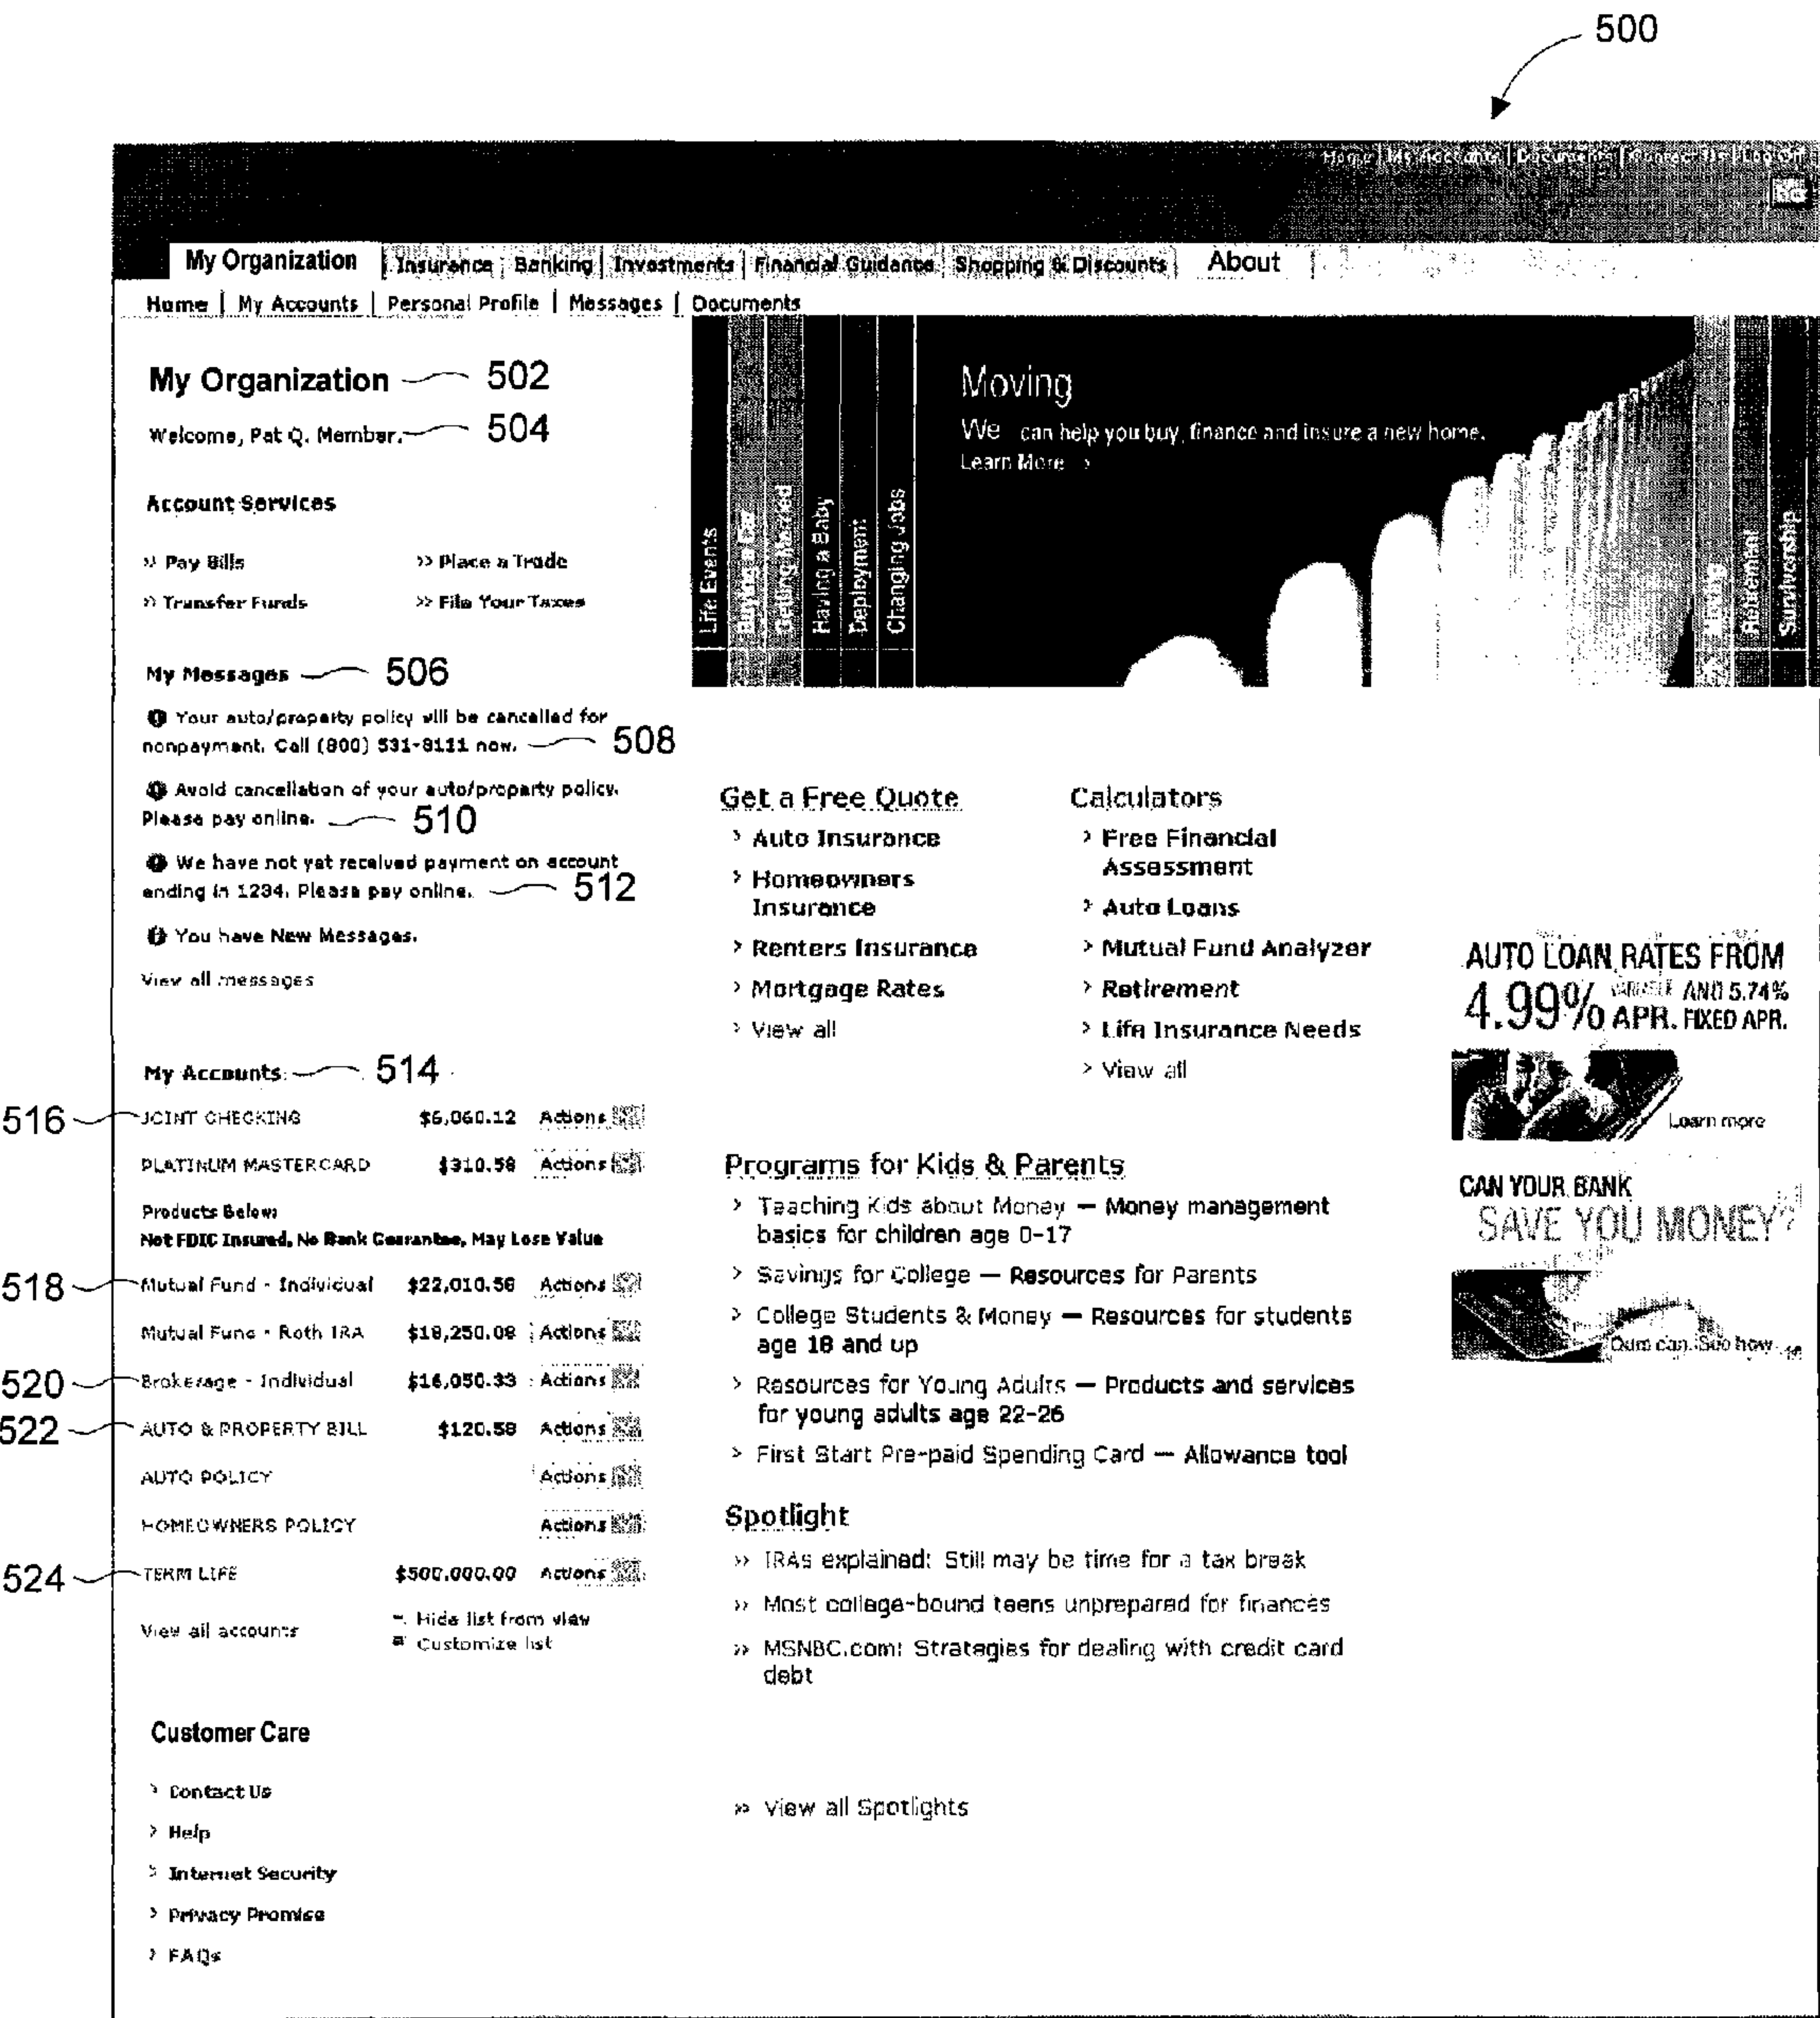 500
Home | My Accounts | Documents | Contact Us | Log Off
My Organization | Insurance | Banking | Investments | Financial Guidance | Shopping & Discounts | About
Home | My Accounts | Personal Profile | Messages | Documents
My Organization 502
Welcome, Pat Q. Member. 504
Account Services
» Pay Bills
» Place a Trade
» Transfer Funds
» File Your Taxes
My Messages 506
Your auto/property policy will be cancelled for
nonpayment. Call (800) 531-8111 now. 508
Avoid cancellation of your auto/property policy.
Please pay online. 510
We have not yet received payment on account
ending in 1234. Please pay online. 512
You have New Messages.
View all messages
My Accounts 514
516 JOINT CHECKING $6,060.12 Actions
PLATINUM MASTERCARD $310.58 Actions
Products Below:
Not FDIC Insured, No Bank Guarantee, May Lose Value
518 Mutual Fund - Individual $22,010.56 Actions
Mutual Fund - Roth IRA $18,250.08 Actions
520 Brokerage - Individual $16,050.33 Actions
522 AUTO & PROPERTY BILL $120.58 Actions
AUTO POLICY Actions
HOMEOWNERS POLICY Actions
524 TERM LIFE $500,000.00 Actions
View all accounts
Hide list from view
Customize list
Customer Care
> Contact Us
> Help
> Internet Security
> Privacy Promise
> FAQs
Life Events
Buying a Car
Getting Married
Having a Baby
Deployment
Changing Jobs
Moving
We can help you buy, finance and insure a new home.
Learn More >
Moving
Retirement
Survivorship
Get a Free Quote
> Auto Insurance
> Homeowners
Insurance
> Renters Insurance
> Mortgage Rates
> View all
Calculators
> Free Financial
Assessment
> Auto Loans
> Mutual Fund Analyzer
> Retirement
> Life Insurance Needs
> View all
Programs for Kids & Parents
> Teaching Kids about Money — Money management
basics for children age 0-17
> Savings for College — Resources for Parents
> College Students & Money — Resources for students
age 18 and up
> Resources for Young Adults — Products and services
for young adults age 22-26
> First Start Pre-paid Spending Card — Allowance tool
Spotlight
» IRAs explained: Still may be time for a tax break
» Most college-bound teens unprepared for finances
» MSNBC.com: Strategies for dealing with credit card
debt
» View all Spotlights
AUTO LOAN RATES FROM
4.99% VARIABLE APR. AND 5.74% FIXED APR.
Learn more
CAN YOUR BANK
SAVE YOU MONEY?
Ours can. See how